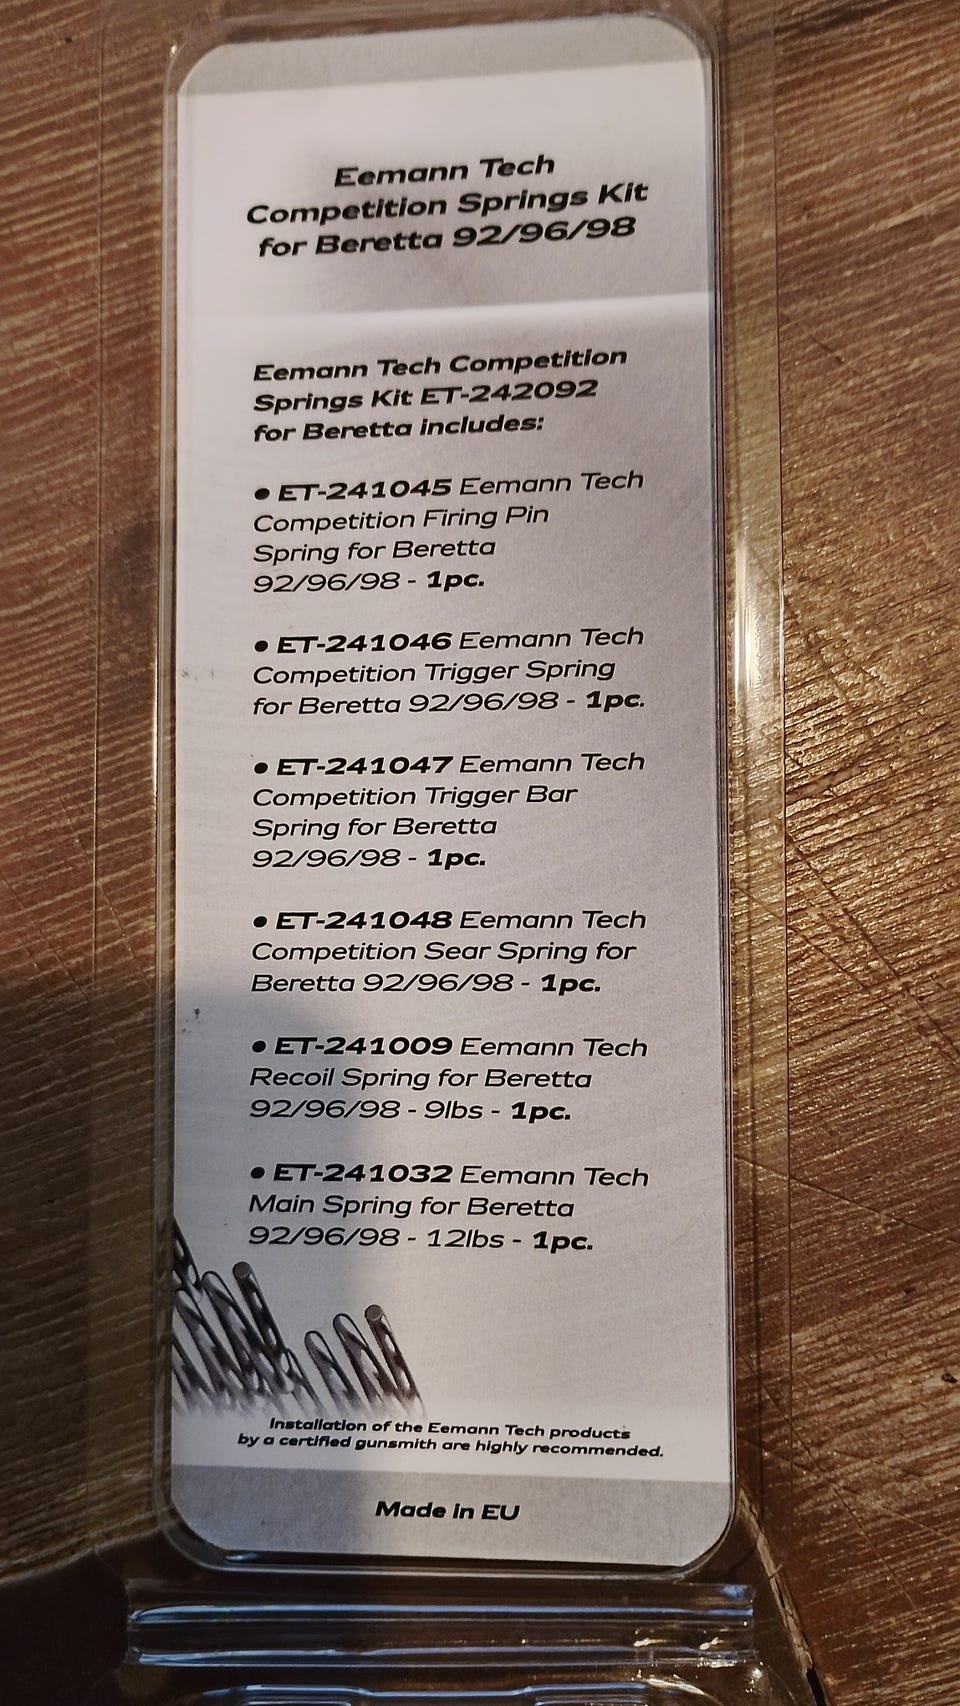 Eemann Tech
Competition Springs Kit
for Beretta 92/96/98
Eemann Tech Competition
Springs Kit ET-242092
for Beretta includes:
● ET-241045 Eemann Tech
Competition Firing Pin
Spring for Beretta
92/96/98 - 1pc.
● ET-241046 Eemann Tech
Competition Trigger Spring
for Beretta 92/96/98 - 1pc.
● ET-241047 Eemann Tech
Competition Trigger Bar
Spring for Beretta
92/96/98 - 1pc.
● ET-241048 Eemann Tech
Competition Sear Spring for
Beretta 92/96/98 - 1pc.
● ET-241009 Eemann Tech
Recoil Spring for Beretta
92/96/98 - 9lbs - 1pc.
● ET-241032 Eemann Tech
Main Spring for Beretta
92/96/98 - 12lbs - 1pc.
Installation of the Eemann Tech products
by a certified gunsmith are highly recommended.
Made in EU